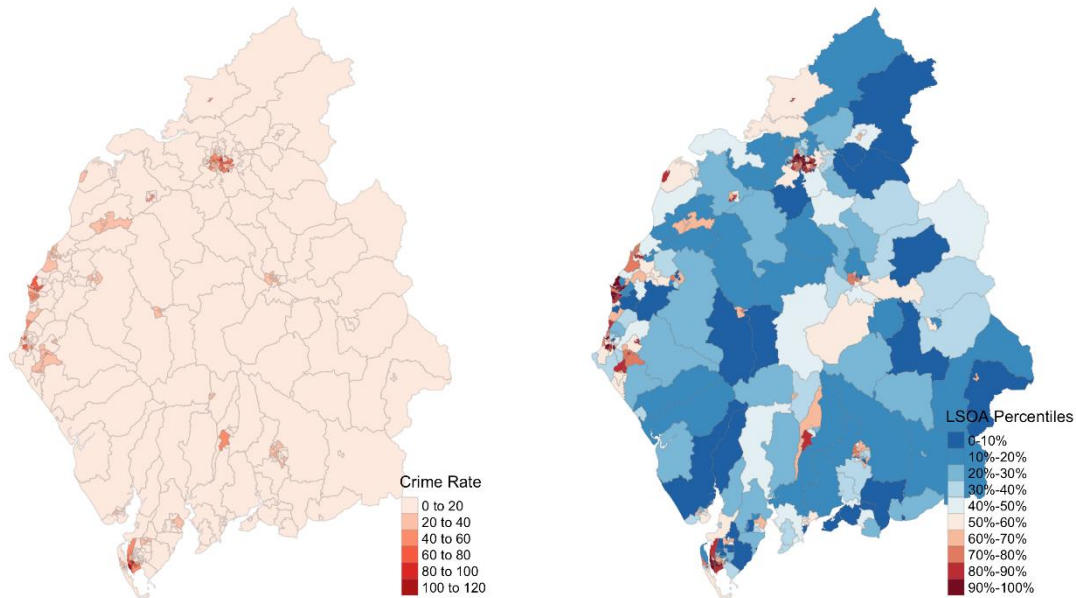 Crime Rate
0 to 20
20 to 40
40 to 60
60 to 80
80 to 100
100 to 120
LSOA Percentiles
0-10%
10%-20%
20%-30%
30%-40%
40%-50%
50%-60%
60%-70%
70%-80%
80%-90%
90%-100%